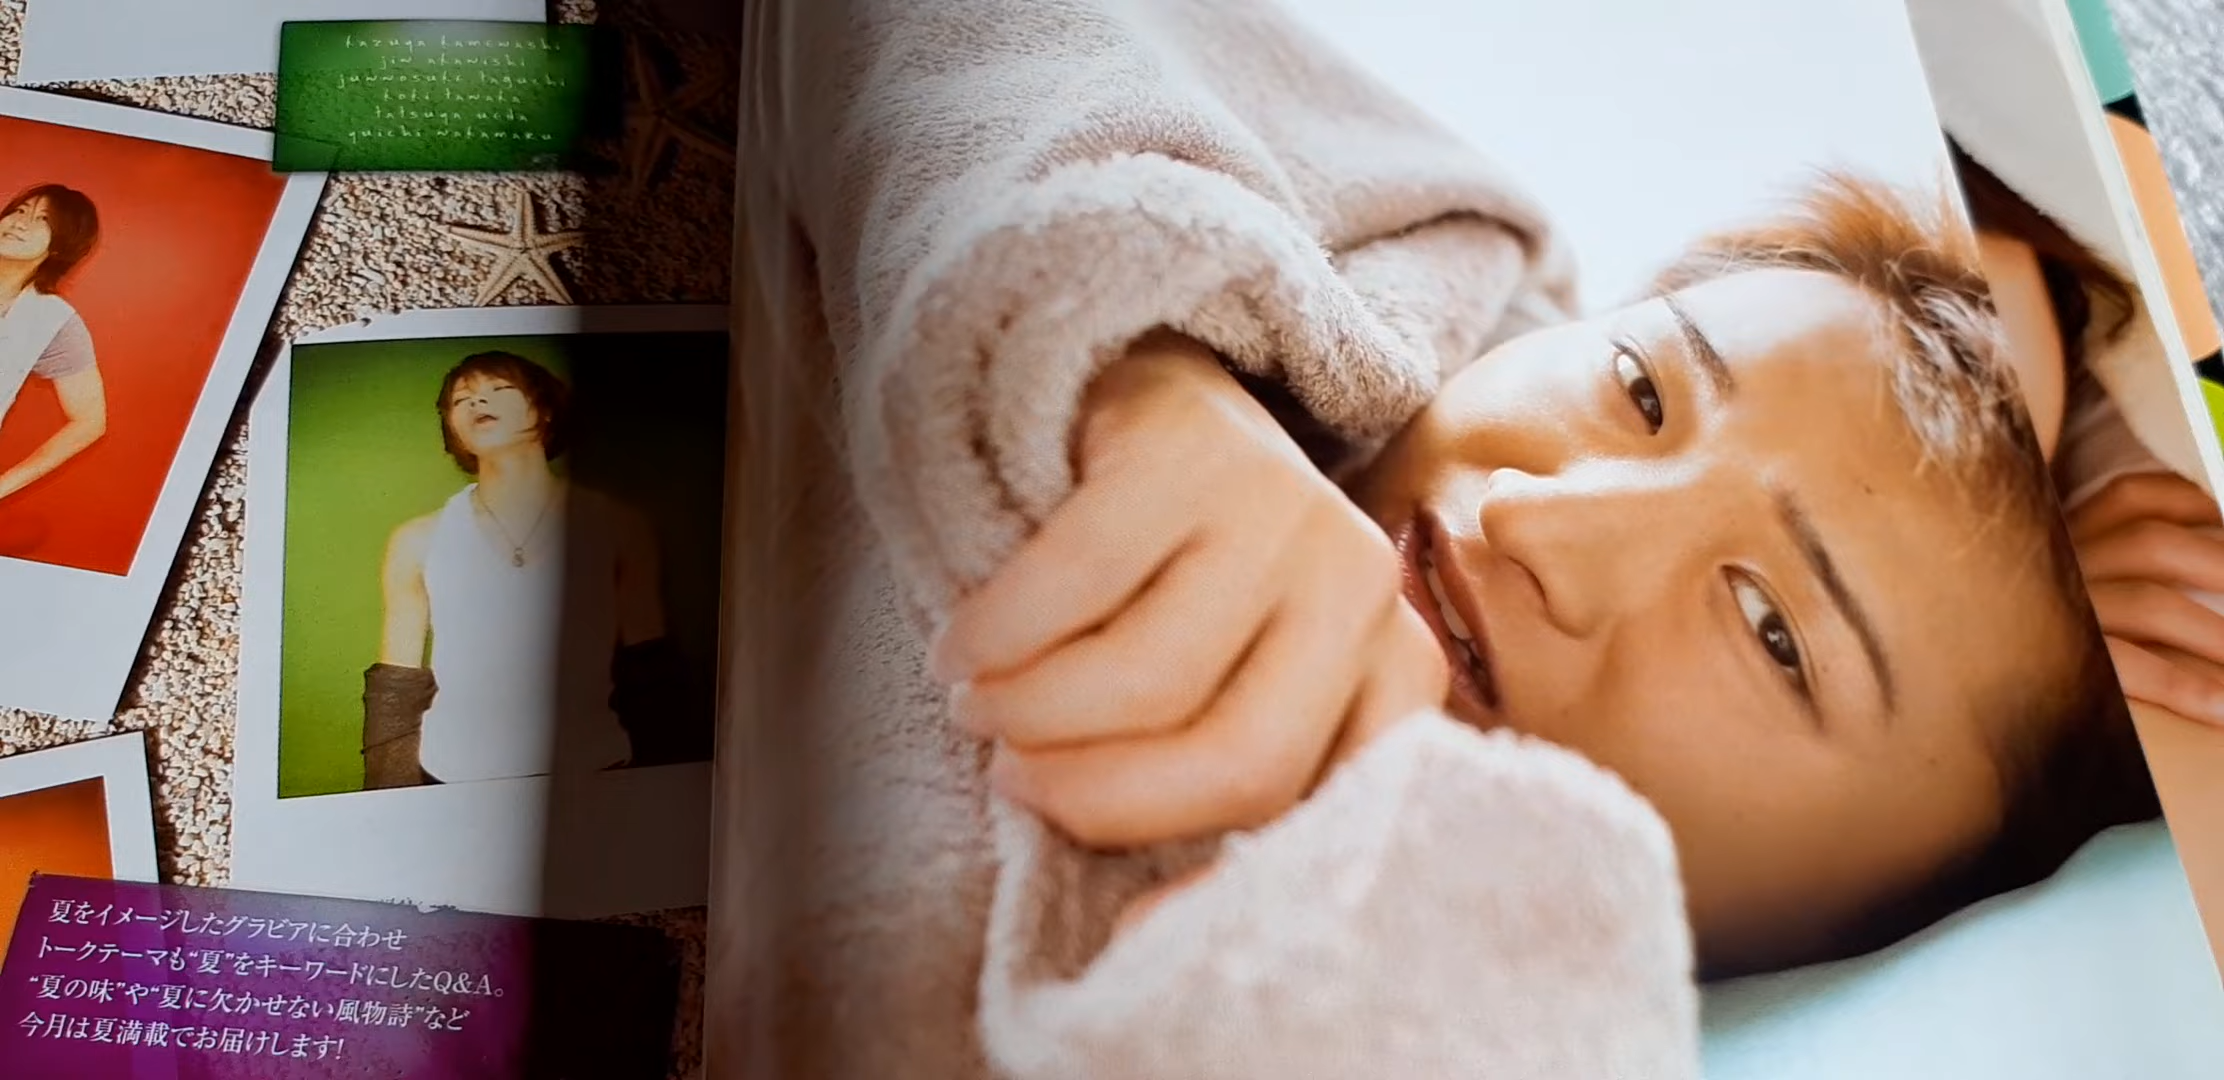 kazuya kamenashi
jin akanishi
junnosuke taguchi
koki tanaka
tatsuya ueda
yuichi nakamaru
夏をイメージしたグラビアに合わせ
トークテーマも“夏”をキーワードにしたQ&A。
“夏の味”や“夏に欠かせない風物詩”など
今月は夏満載でお届けします!